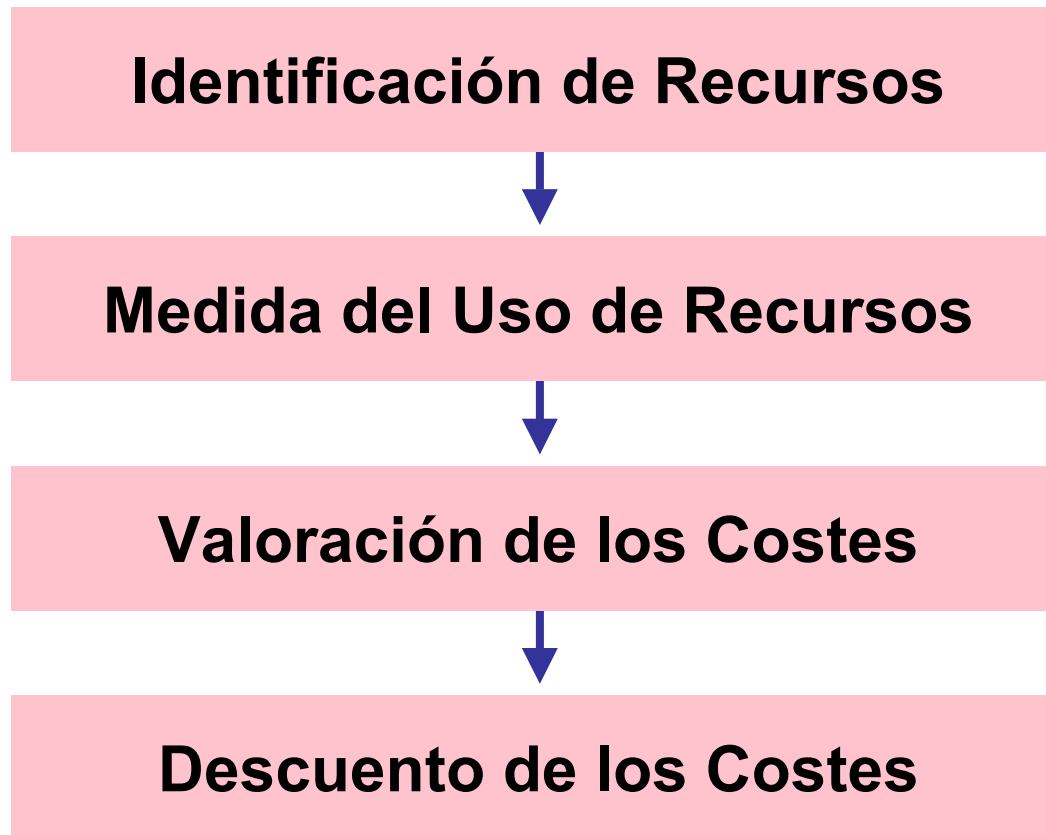 Identificación de Recursos
Medida del Uso de Recursos
Valoración de los Costes
Descuento de los Costes